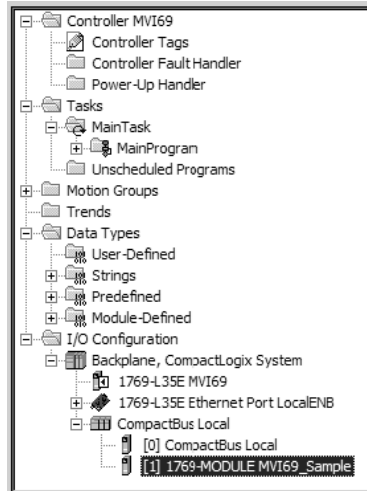 Controller MVI69
Controller Tags
Controller Fault Handler
Power-Up Handler
Tasks
MainTask
MainProgran
Unscheduled Programs
Motion Groups
Trends
Data Types
User-Defined
Strings
Predefined
Module-Defined
I/O Configuration
Backplane, CompactLogix System
1769-L35E MVI69
1769-L35E Ethernet Port LocalENB
CompactBus Local
[0] CompactBus Local
[1] 1769-MODULE MVI69_Sample